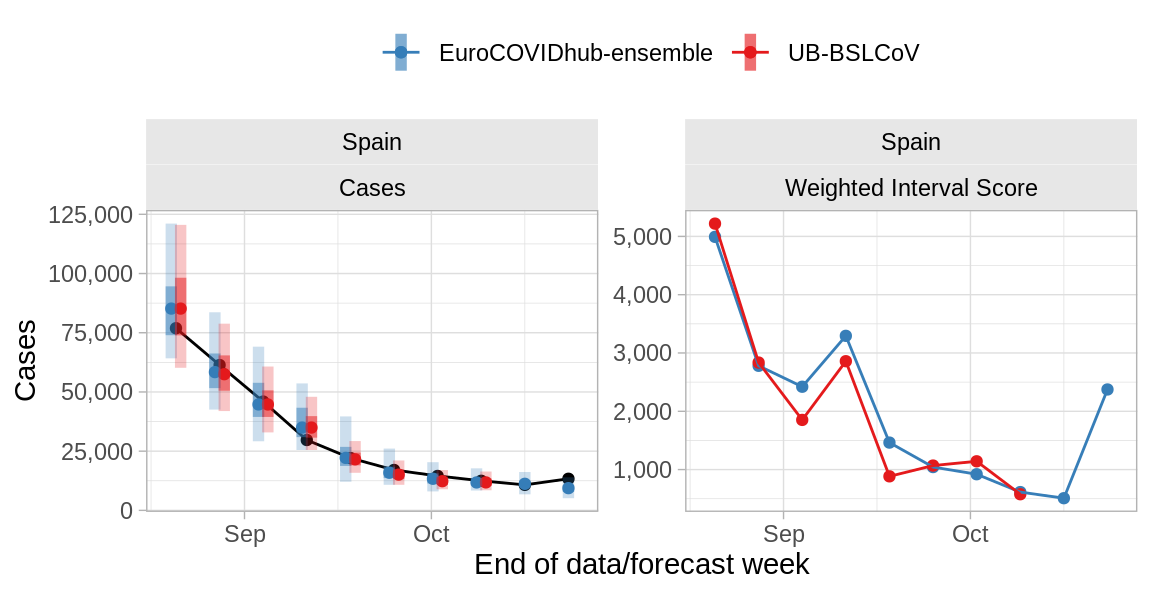 EuroCOVIDhub-ensemble UB-BSLCoV
Spain Spain
Cases Weighted Interval Score
125,000
100,000
75,000
50,000
25,000
0
Cases
5,000
4,000
3,000
2,000
1,000
Sep Oct Sep Oct
End of data/forecast week